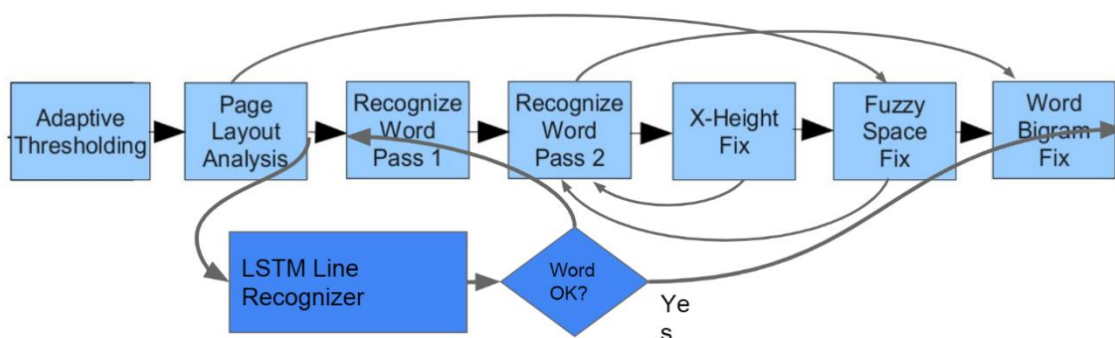 Adaptive
Thresholding
Page
Layout
Analysis
Recognize
Word
Pass 1
Recognize
Word
Pass 2
X-Height
Fix
Fuzzy
Space
Fix
Word
Bigram
Fix
LSTM Line
Recognizer
Word
OK?
Ye
s